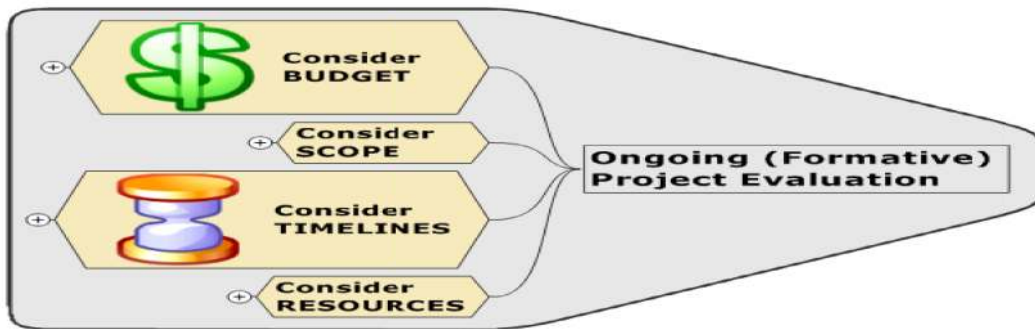 Consider
BUDGET
Consider
SCOPE
Consider
TIMELINES
Consider
RESOURCES
Ongoing (Formative)
Project Evaluation